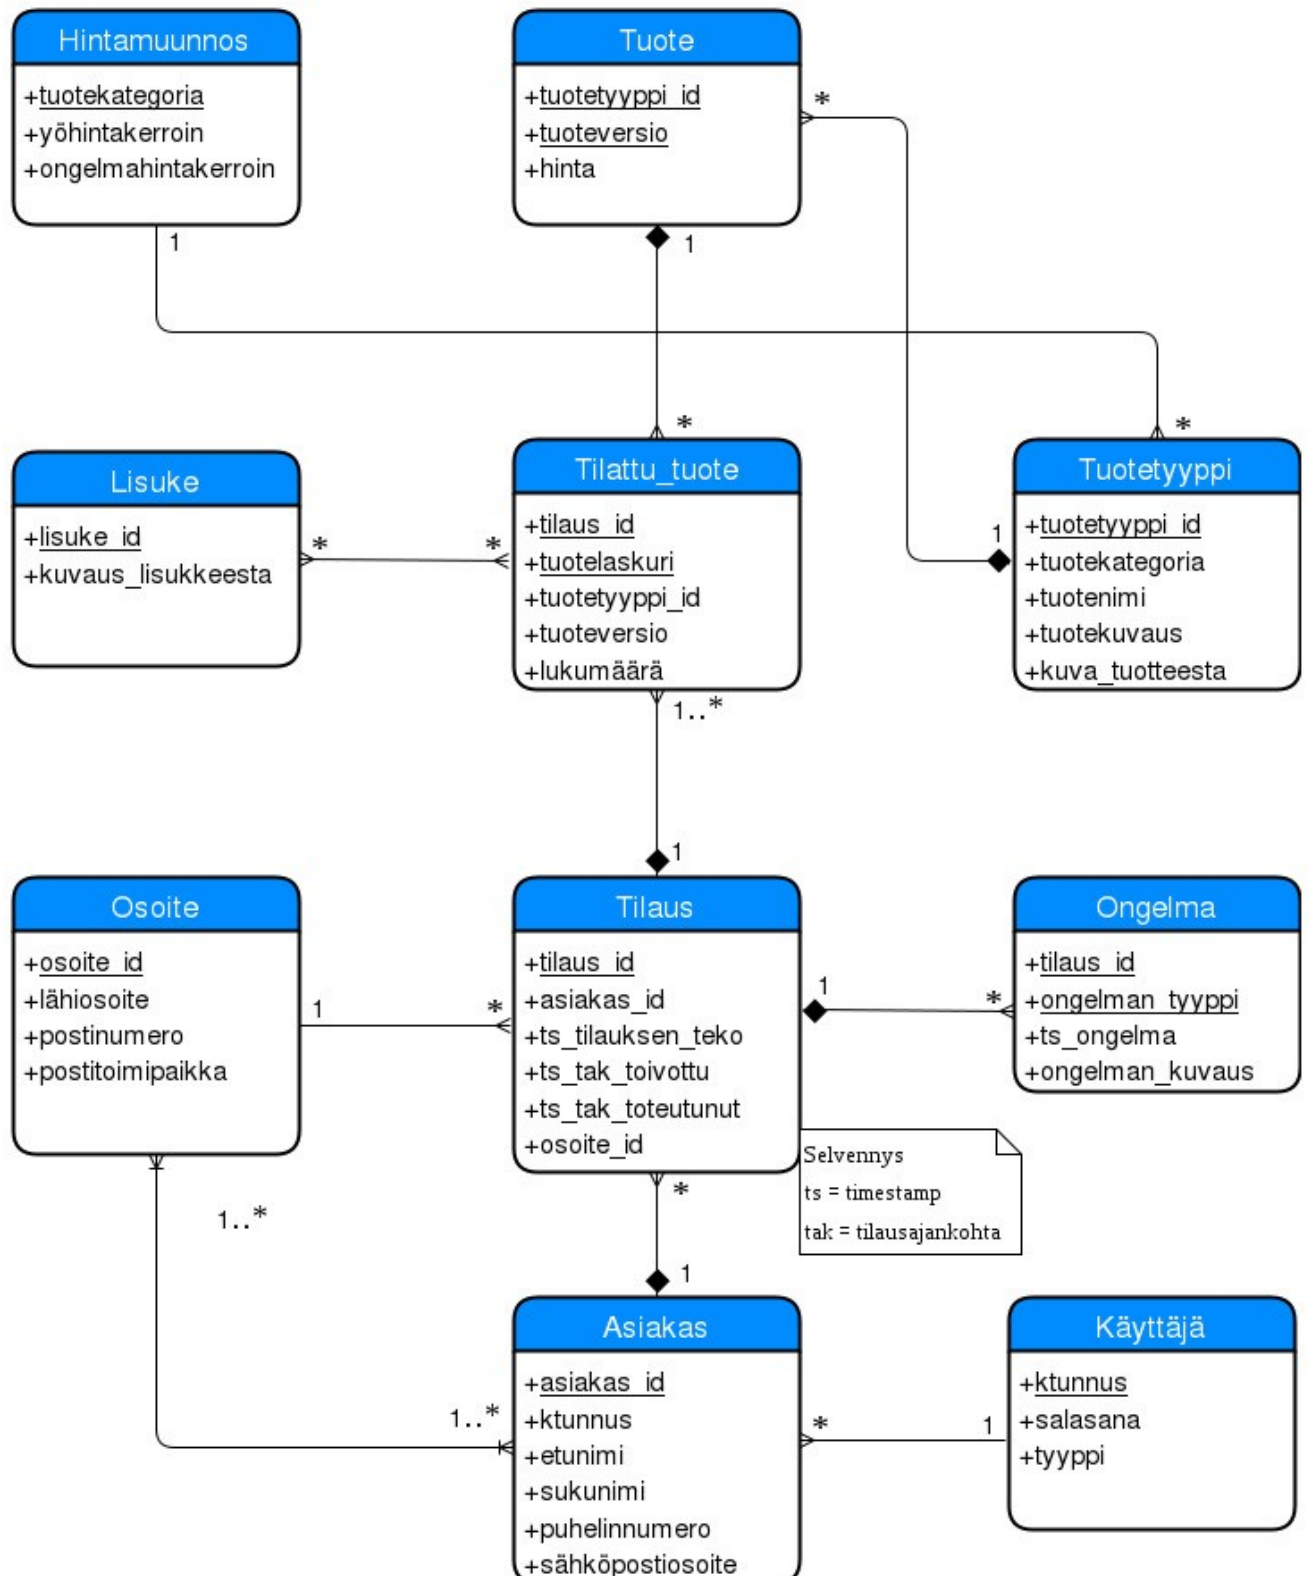 Hintamuunnos
+tuotekategoria
+yöhintakerroin
+ongelmahintakerroin
1
Tuote
+tuotetyyppi_id
+tuoteversio
+hinta
*
1
*
*
Lisuke
+lisuke_id
+kuvaus_lisukkeesta
*
*
Tilattu_tuote
+tilaus_id
+tuotelaskuri
+tuotetyyppi_id
+tuoteversio
+lukumäärä
1..*
1
Tuotetyyppi
+tuotetyyppi_id
+tuotekategoria
+tuotenimi
+tuotekuvaus
+kuva_tuotteesta
1
Osoite
+osoite_id
+lähiosoite
+postinumero
+postitoimipaikka
1
*
1..*
Tilaus
+tilaus_id
+asiakas_id
+ts_tilauksen_teko
+ts_tak_toivottu
+ts_tak_toteutunut
+osoite_id
1
*
*
Ongelma
+tilaus_id
+ongelman_tyyppi
+ts_ongelma
+ongelman_kuvaus
Selvennys
ts = timestamp
tak = tilausajankohta
1
1..*
Asiakas
+asiakas_id
+ktunnus
+etunimi
+sukunimi
+puhelinnumero
+sähköpostiosoite
*
1
Käyttäjä
+ktunnus
+salasana
+tyyppi